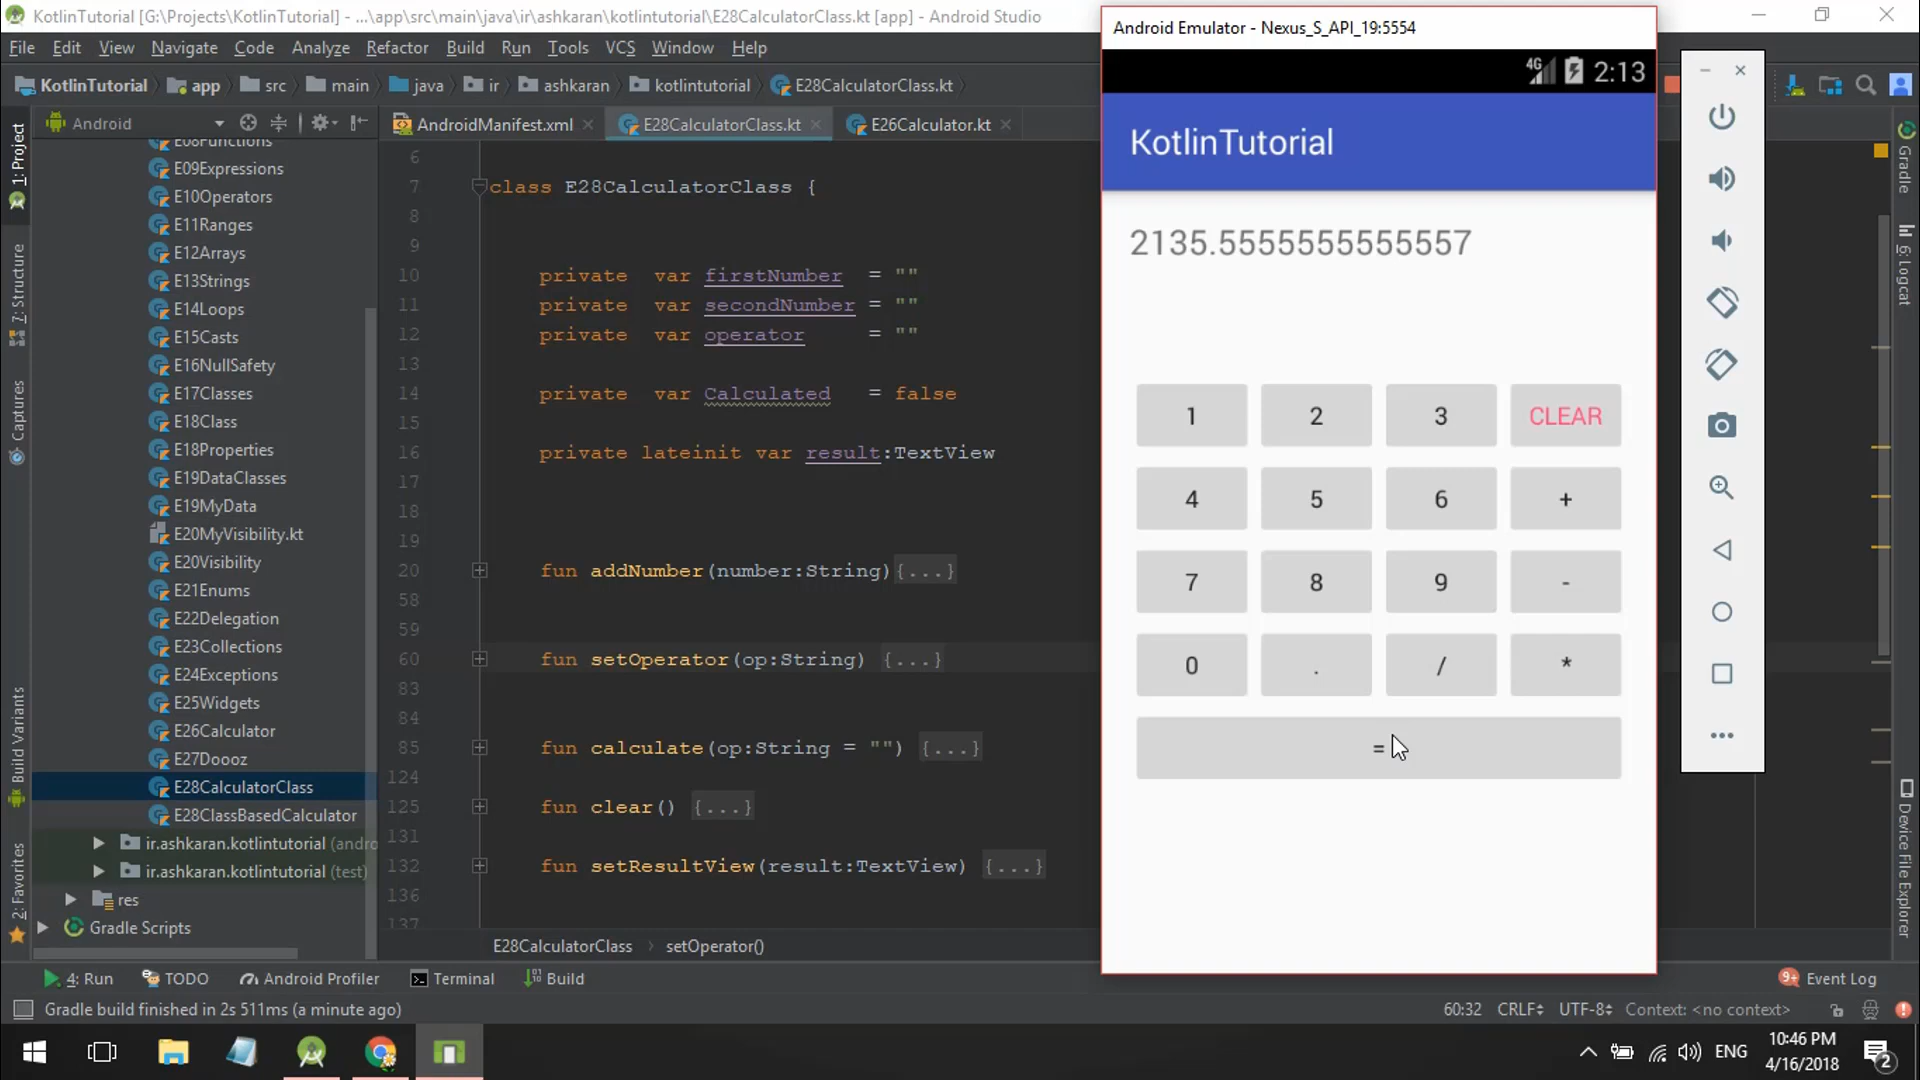 KotlinTutorial [G:\Projects\KotlinTutorial] - ...\app\src\main\java\ir\ashkaran\kotlintutorial\E28CalculatorClass.kt [app] - Android Studio
File Edit View Navigate Code Analyze Refactor Build Run Tools VCS Window Help
KotlinTutorial app src main java ir ashkaran kotlintutorial E28CalculatorClass.kt
Android
AndroidManifest.xml E28CalculatorClass.kt E26Calculator.kt
1: Project
7: Structure
Captures
Build Variants
2: Favorites
E08Functions
E09Expressions
E10Operators
E11Ranges
E12Arrays
E13Strings
E14Loops
E15Casts
E16NullSafety
E17Classes
E18Class
E18Properties
E19DataClasses
E19MyData
E20MyVisibility.kt
E20Visibility
E21Enums
E22Delegation
E23Collections
E24Exceptions
E25Widgets
E26Calculator
E27Doooz
E28CalculatorClass
E28ClassBasedCalculator
ir.ashkaran.kotlintutorial (andro
ir.ashkaran.kotlintutorial (test)
res
Gradle Scripts
6
7 class E28CalculatorClass {
8
9
10 private var firstNumber = ""
11 private var secondNumber = ""
12 private var operator = ""
13
14 private var Calculated = false
15
16 private lateinit var result:TextView
17
18
19
20 fun addNumber(number:String){...}
58
59
60 fun setOperator(op:String) {...}
83
84
85 fun calculate(op:String = "") {...}
124
125 fun clear() {...}
131
132 fun setResultView(result:TextView) {...}
136
137
E28CalculatorClass setOperator()
Android Emulator - Nexus_S_API_19:5554
4G 2:13
KotlinTutorial
2135.5555555555557
1 2 3 CLEAR
4 5 6 +
7 8 9 -
0 . / *
=
Gradle
6: Logcat
Device File Explorer
4: Run TODO Android Profiler Terminal Build 9+ Event Log
Gradle build finished in 2s 511ms (a minute ago) 60:32 CRLF UTF-8 Context: <no context>
ENG
10:46 PM
4/16/2018
2